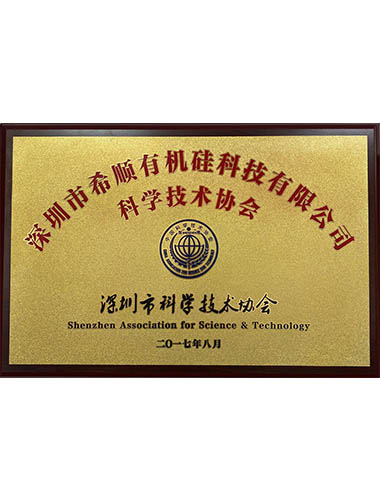 深圳市希顺有机硅科技有限公司
科学技术协会
深圳市科学技术协会
Shenzhen Association for Science & Technology
二〇一七年八月